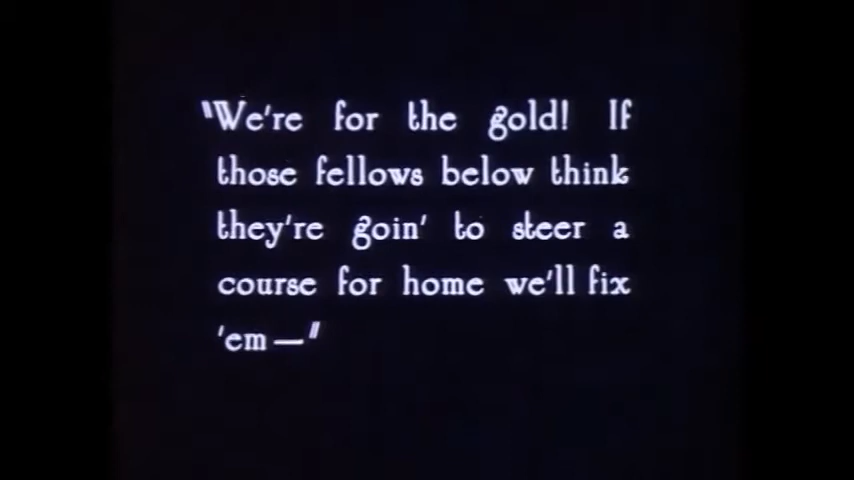 "We're for the gold! If
those fellows below think
they're goin' to steer a
course for home we'll fix
'em—"